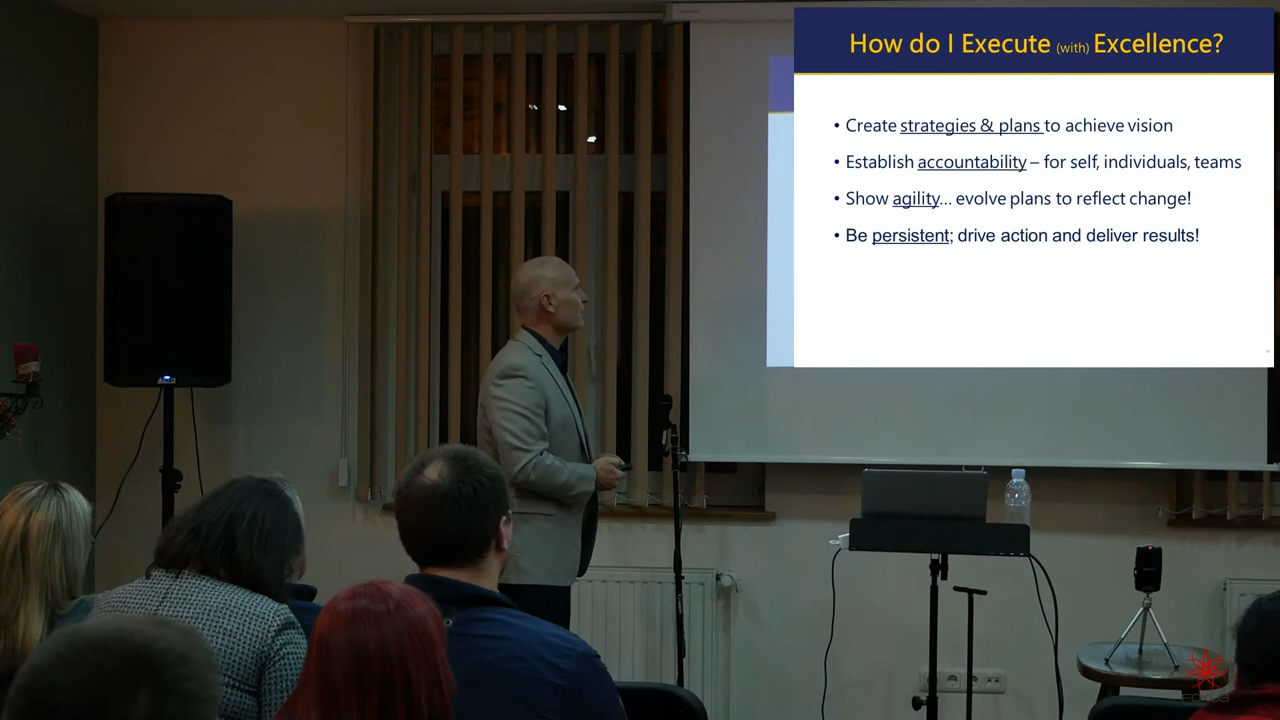 How do I Execute (with) Excellence?
• Create strategies & plans to achieve vision
• Establish accountability – for self, individuals, teams
• Show agility... evolve plans to reflect change!
• Be persistent; drive action and deliver results!